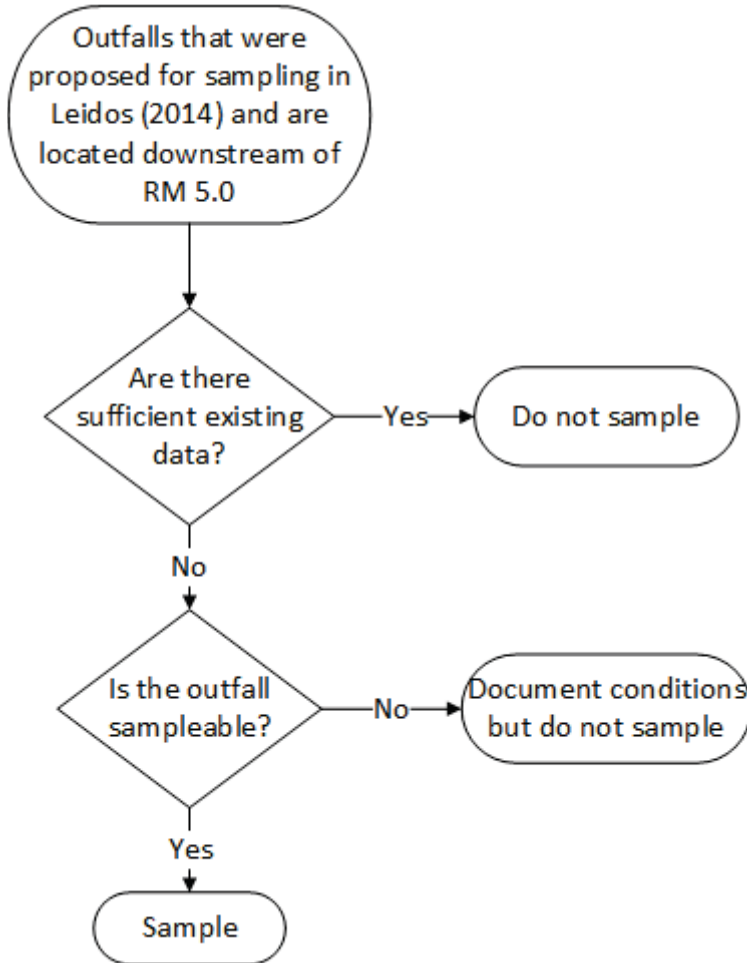 Outfalls that were
proposed for sampling in
Leidos (2014) and are
located downstream of
RM 5.0
Are there
sufficient existing
data?
Yes
Do not sample
No
Is the outfall
sampleable?
No
Document conditions
but do not sample
Yes
Sample